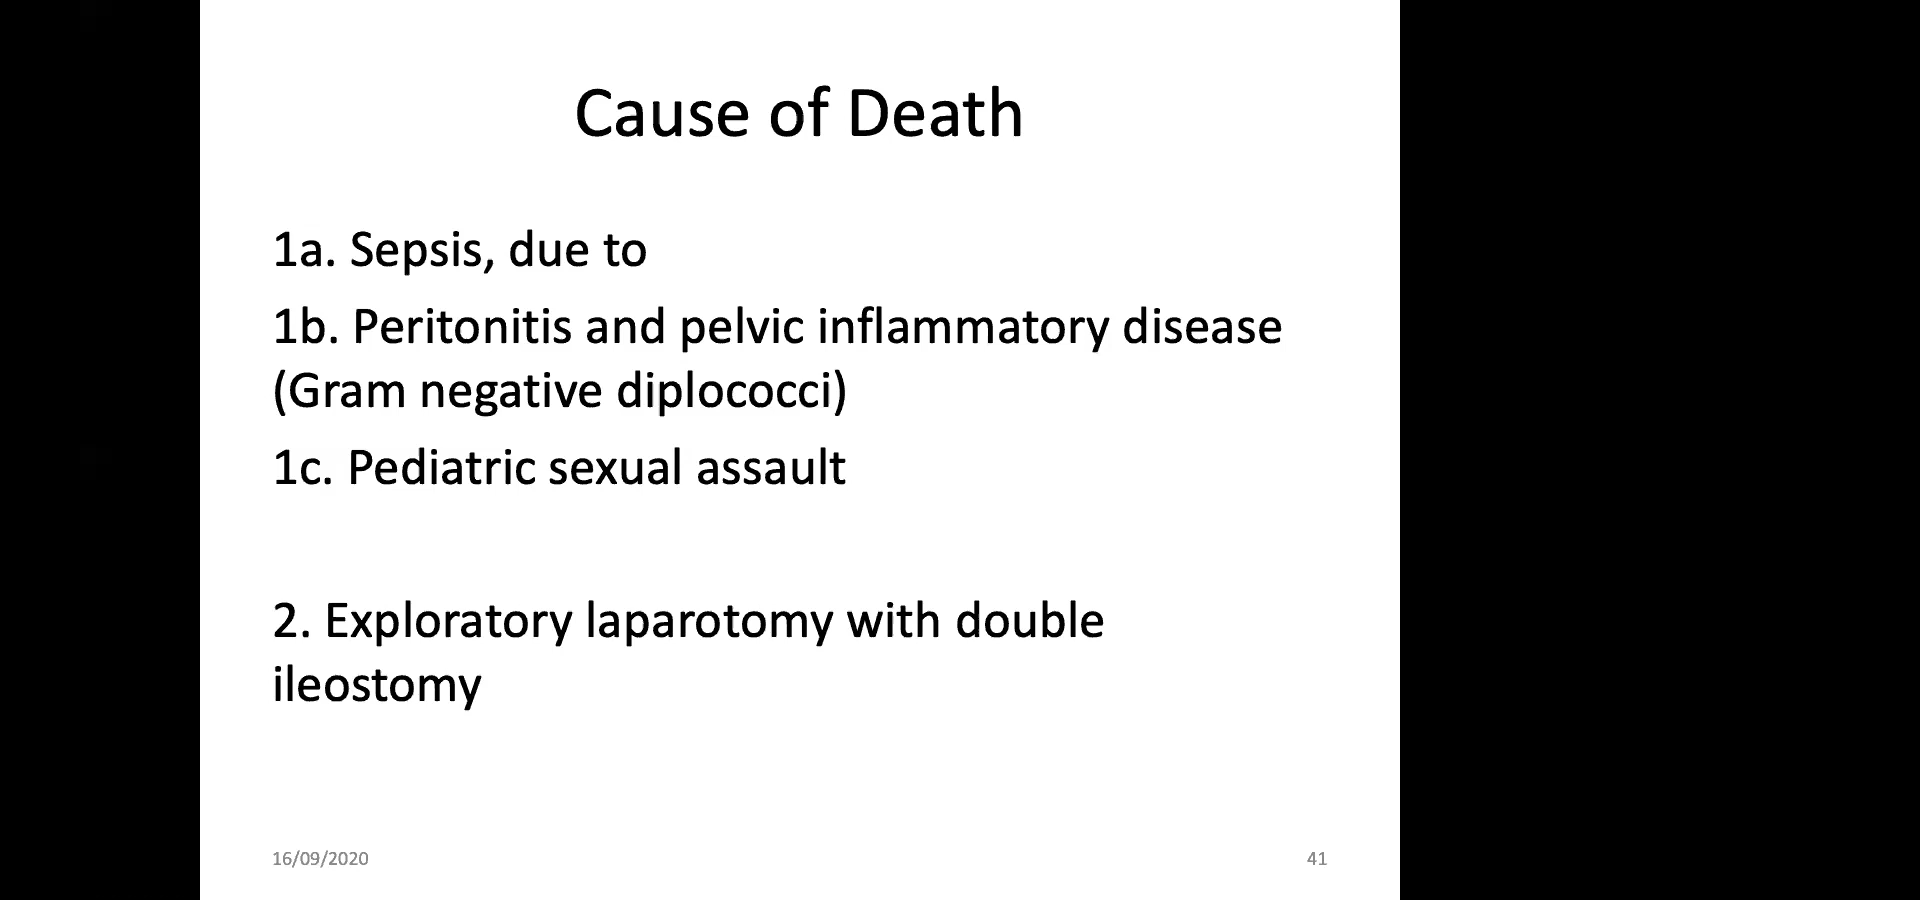 Cause of Death
1a. Sepsis, due to
1b. Peritonitis and pelvic inflammatory disease
(Gram negative diplococci)
1c. Pediatric sexual assault
2. Exploratory laparotomy with double
ileostomy
16/09/2020
41